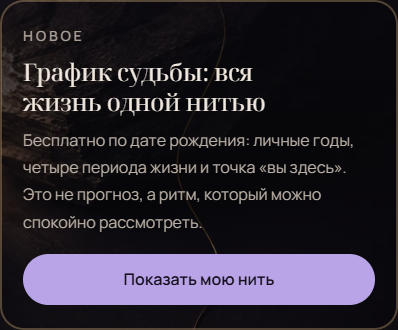 НОВОЕ
График судьбы: вся
жизнь одной нитью
Бесплатно по дате рождения: личные годы,
четыре периода жизни и точка «вы здесь».
Это не прогноз, а ритм, который можно
спокойно рассмотреть.
Показать мою нить